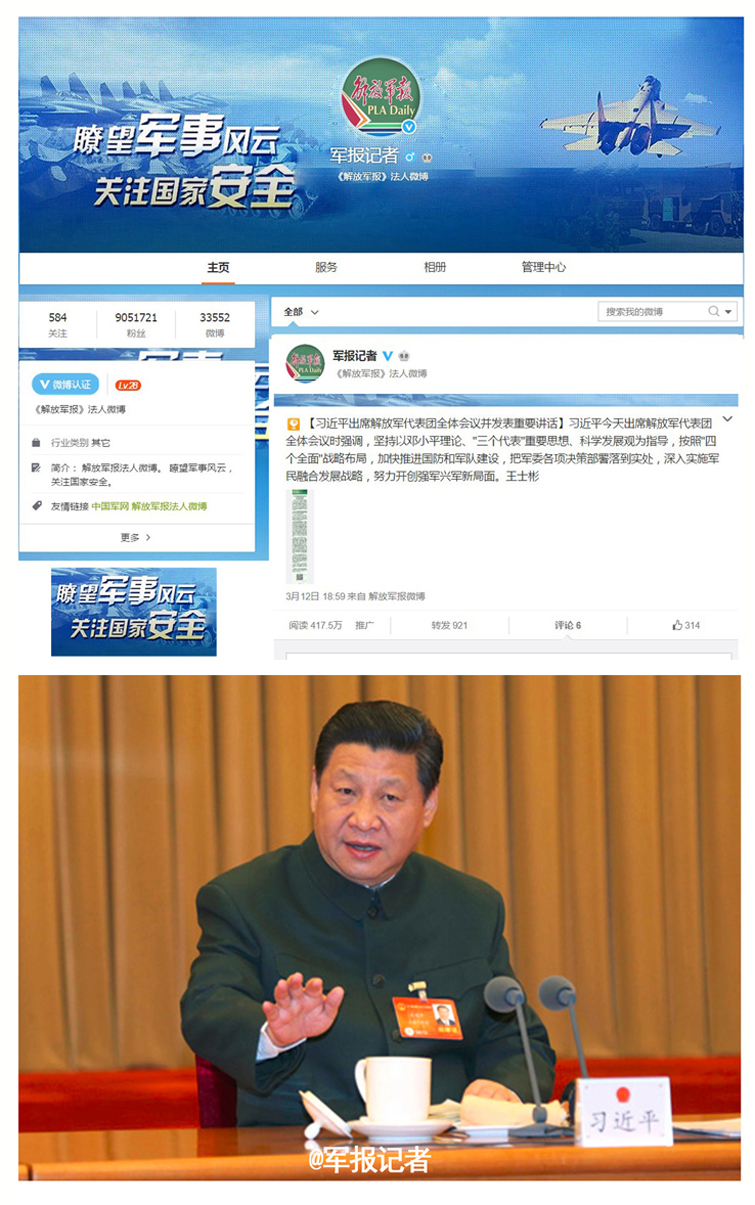 解放军报
PLA Daily
瞭望军事风云
关注国家安全
军报记者
《解放军报》法人微博
主页
服务
相册
管理中心
584
9051721
33552
关注
粉丝
微博
全部
搜索我的微博
军报记者
《解放军报》法人微博
微博认证
Lv28
《解放军报》法人微博
行业类别 其它
简介： 解放军报法人微博。 瞭望军事风云，
关注国家安全。
友情链接 中国军网 解放军报法人微博
更多
瞭望军事风云
关注国家安全
【习近平出席解放军代表团全体会议并发表重要讲话】习近平今天出席解放军代表团
全体会议时强调，坚持以邓小平理论、"三个代表"重要思想、科学发展观为指导，按照"四
个全面"战略布局，加快推进国防和军队建设，把军委各项决策部署落到实处，深入实施军
民融合发展战略，努力开创强军兴军新局面。王士彬
3月12日 18:59 来自 解放军报微博
阅读 417.5万
推广
转发 921
评论 6
314
习近平
@军报记者